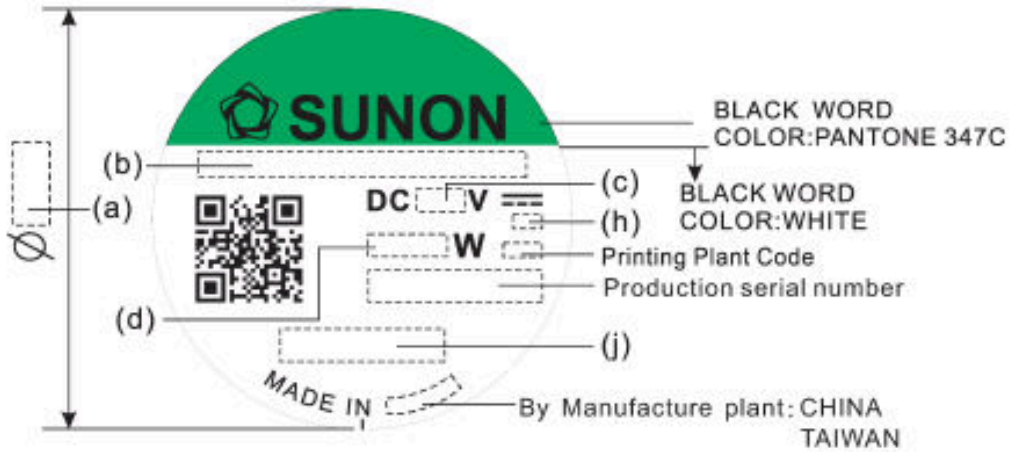 SUNON
BLACK WORD
COLOR:PANTONE 347C
(b)
(c)
DC V
BLACK WORD
COLOR:WHITE
(a)
(h)
Ø
W
Printing Plant Code
Production serial number
(d)
(j)
MADE IN
By Manufacture plant: CHINA
TAIWAN